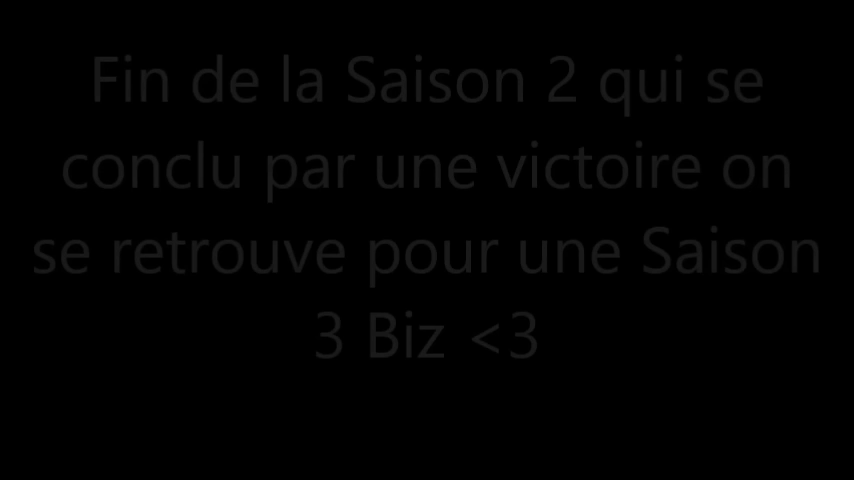 Fin de la Saison 2 qui se
conclu par une victoire on
se retrouve pour une Saison
3 Biz <3